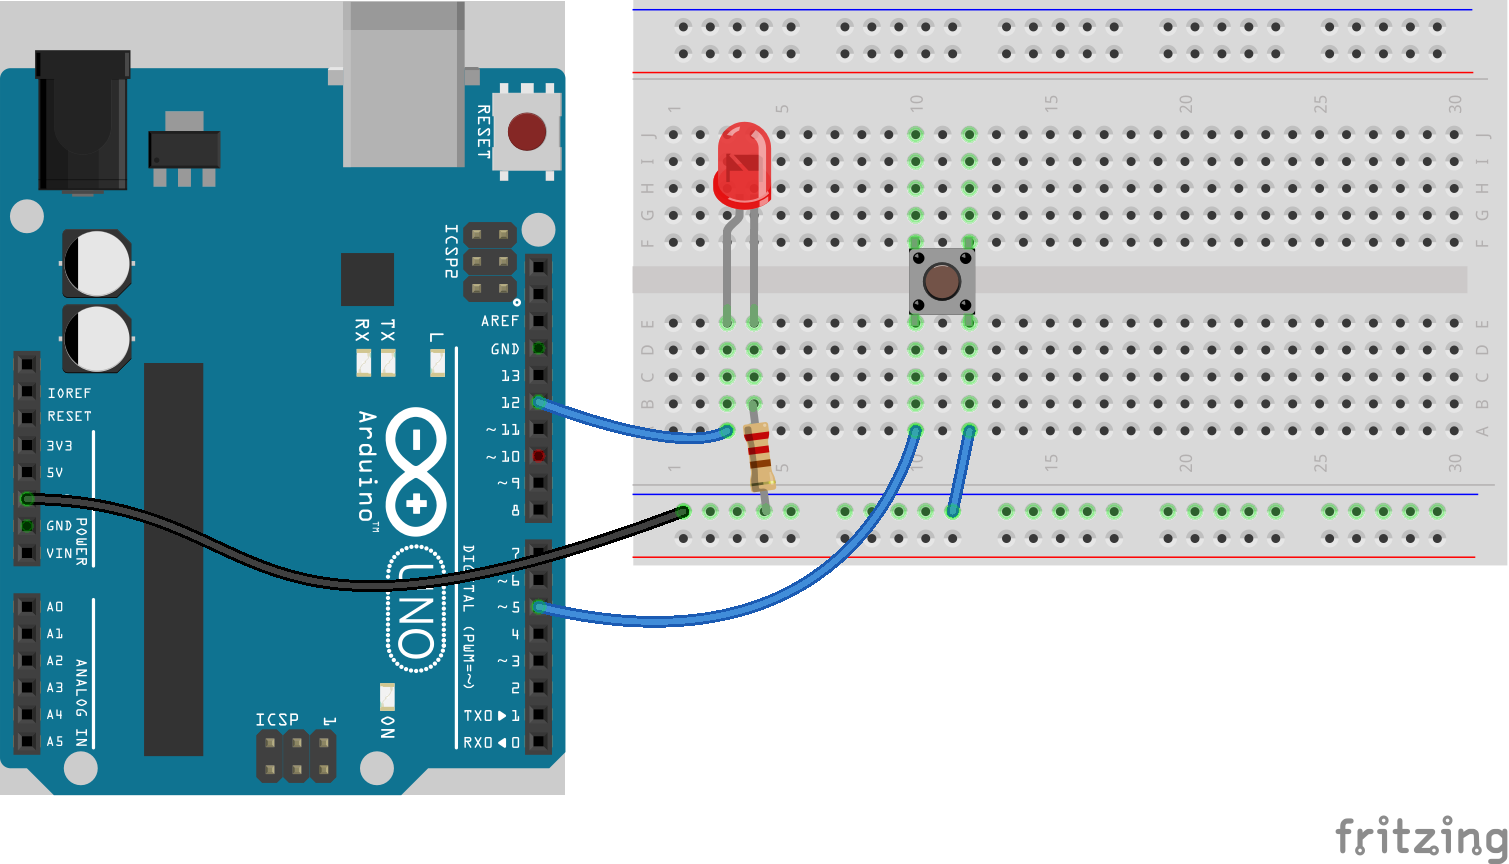 RESET
ICSP2
AREF
GND
13
12
~11
~10
~9
8
7
~6
~5
4
~3
2
TX0▶1
RX0◀0
RX
TX
L
Arduino™
UNO
DIGITAL (PWM=~)
IOREF
RESET
3V3
5V
GND
VIN
POWER
A0
A1
A2
A3
A4
A5
ANALOG IN
ICSP
1
ON
1 5 10 15 20 25 30
J J
I I
H H
G G
F F
E E
D D
C C
B B
A A
1 5 10 15 20 25 30
fritzing